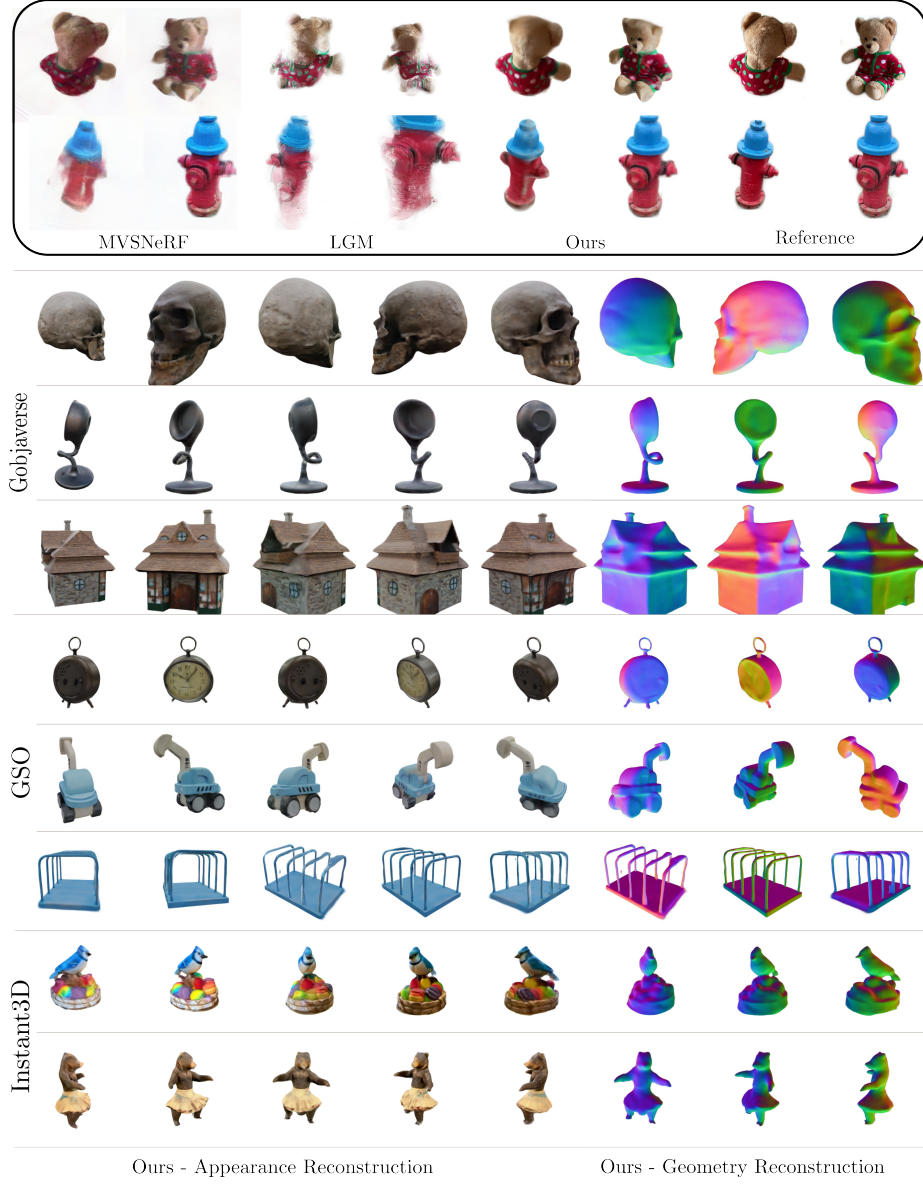 MVSNeRF
LGM
Ours
Reference
Gobjaverse
GSO
Instant3D
Ours - Appearance Reconstruction
Ours - Geometry Reconstruction